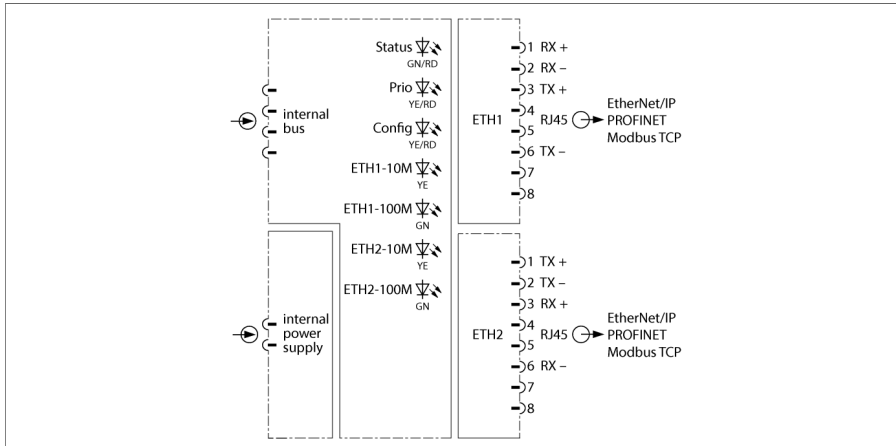 Status
GN/RD
Prio
YE/RD
Config
YE/RD
ETH1-10M
YE
ETH1-100M
GN
ETH2-10M
YE
ETH2-100M
GN
internal
bus
internal
power
supply
ETH1
1 RX +
2 RX –
3 TX +
4
5
6 TX –
7
8
RJ45
EtherNet/IP
PROFINET
Modbus TCP
ETH2
1 TX +
2 TX –
3 RX +
4
5
6 RX –
7
8
RJ45
EtherNet/IP
PROFINET
Modbus TCP